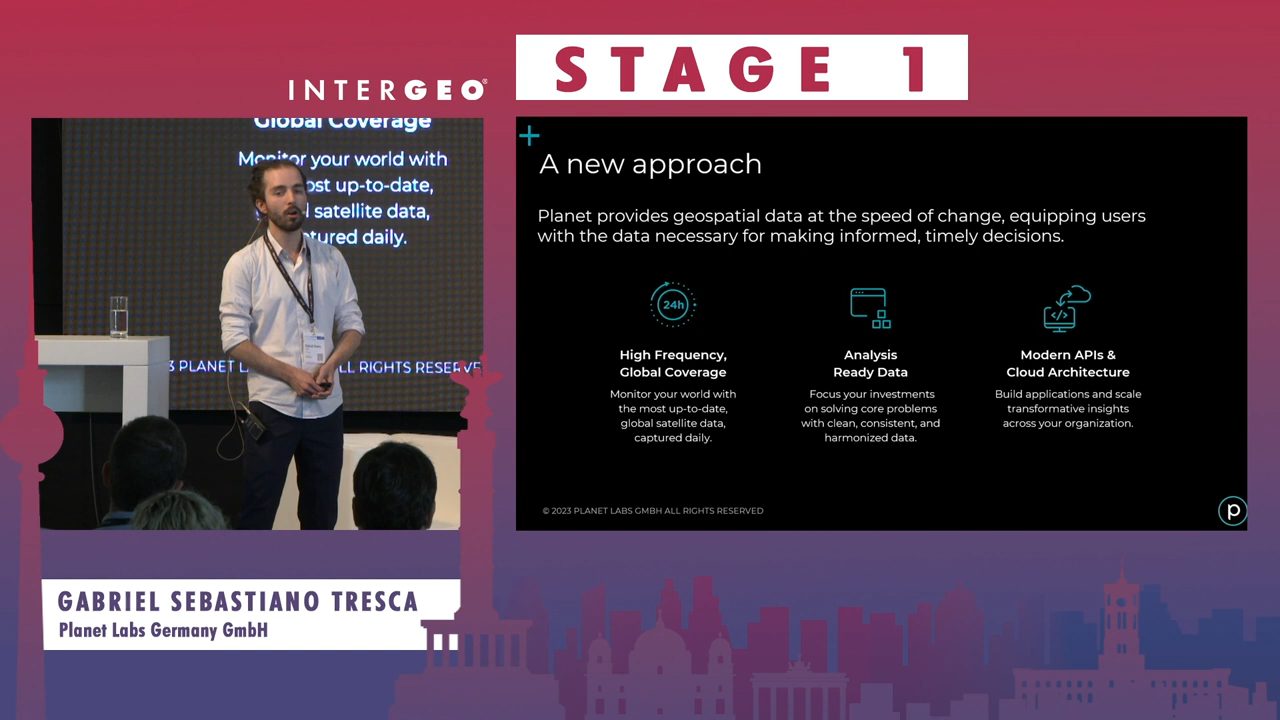 INTERGEO®
STAGE 1
Global Coverage
Monitor your world with
ost up-to-date,
satellite data,
tured daily.
3 PLANET L
LL RIGHTS RESERVE
A new approach
Planet provides geospatial data at the speed of change, equipping users
with the data necessary for making informed, timely decisions.
24h
High Frequency,
Global Coverage
Monitor your world with
the most up-to-date,
global satellite data,
captured daily.
Analysis
Ready Data
Focus your investments
on solving core problems
with clean, consistent, and
harmonized data.
</>
Modern APIs &
Cloud Architecture
Build applications and scale
transformative insights
across your organization.
© 2023 PLANET LABS GMBH ALL RIGHTS RESERVED
p
GABRIEL SEBASTIANO TRESCA
Planet Labs Germany GmbH